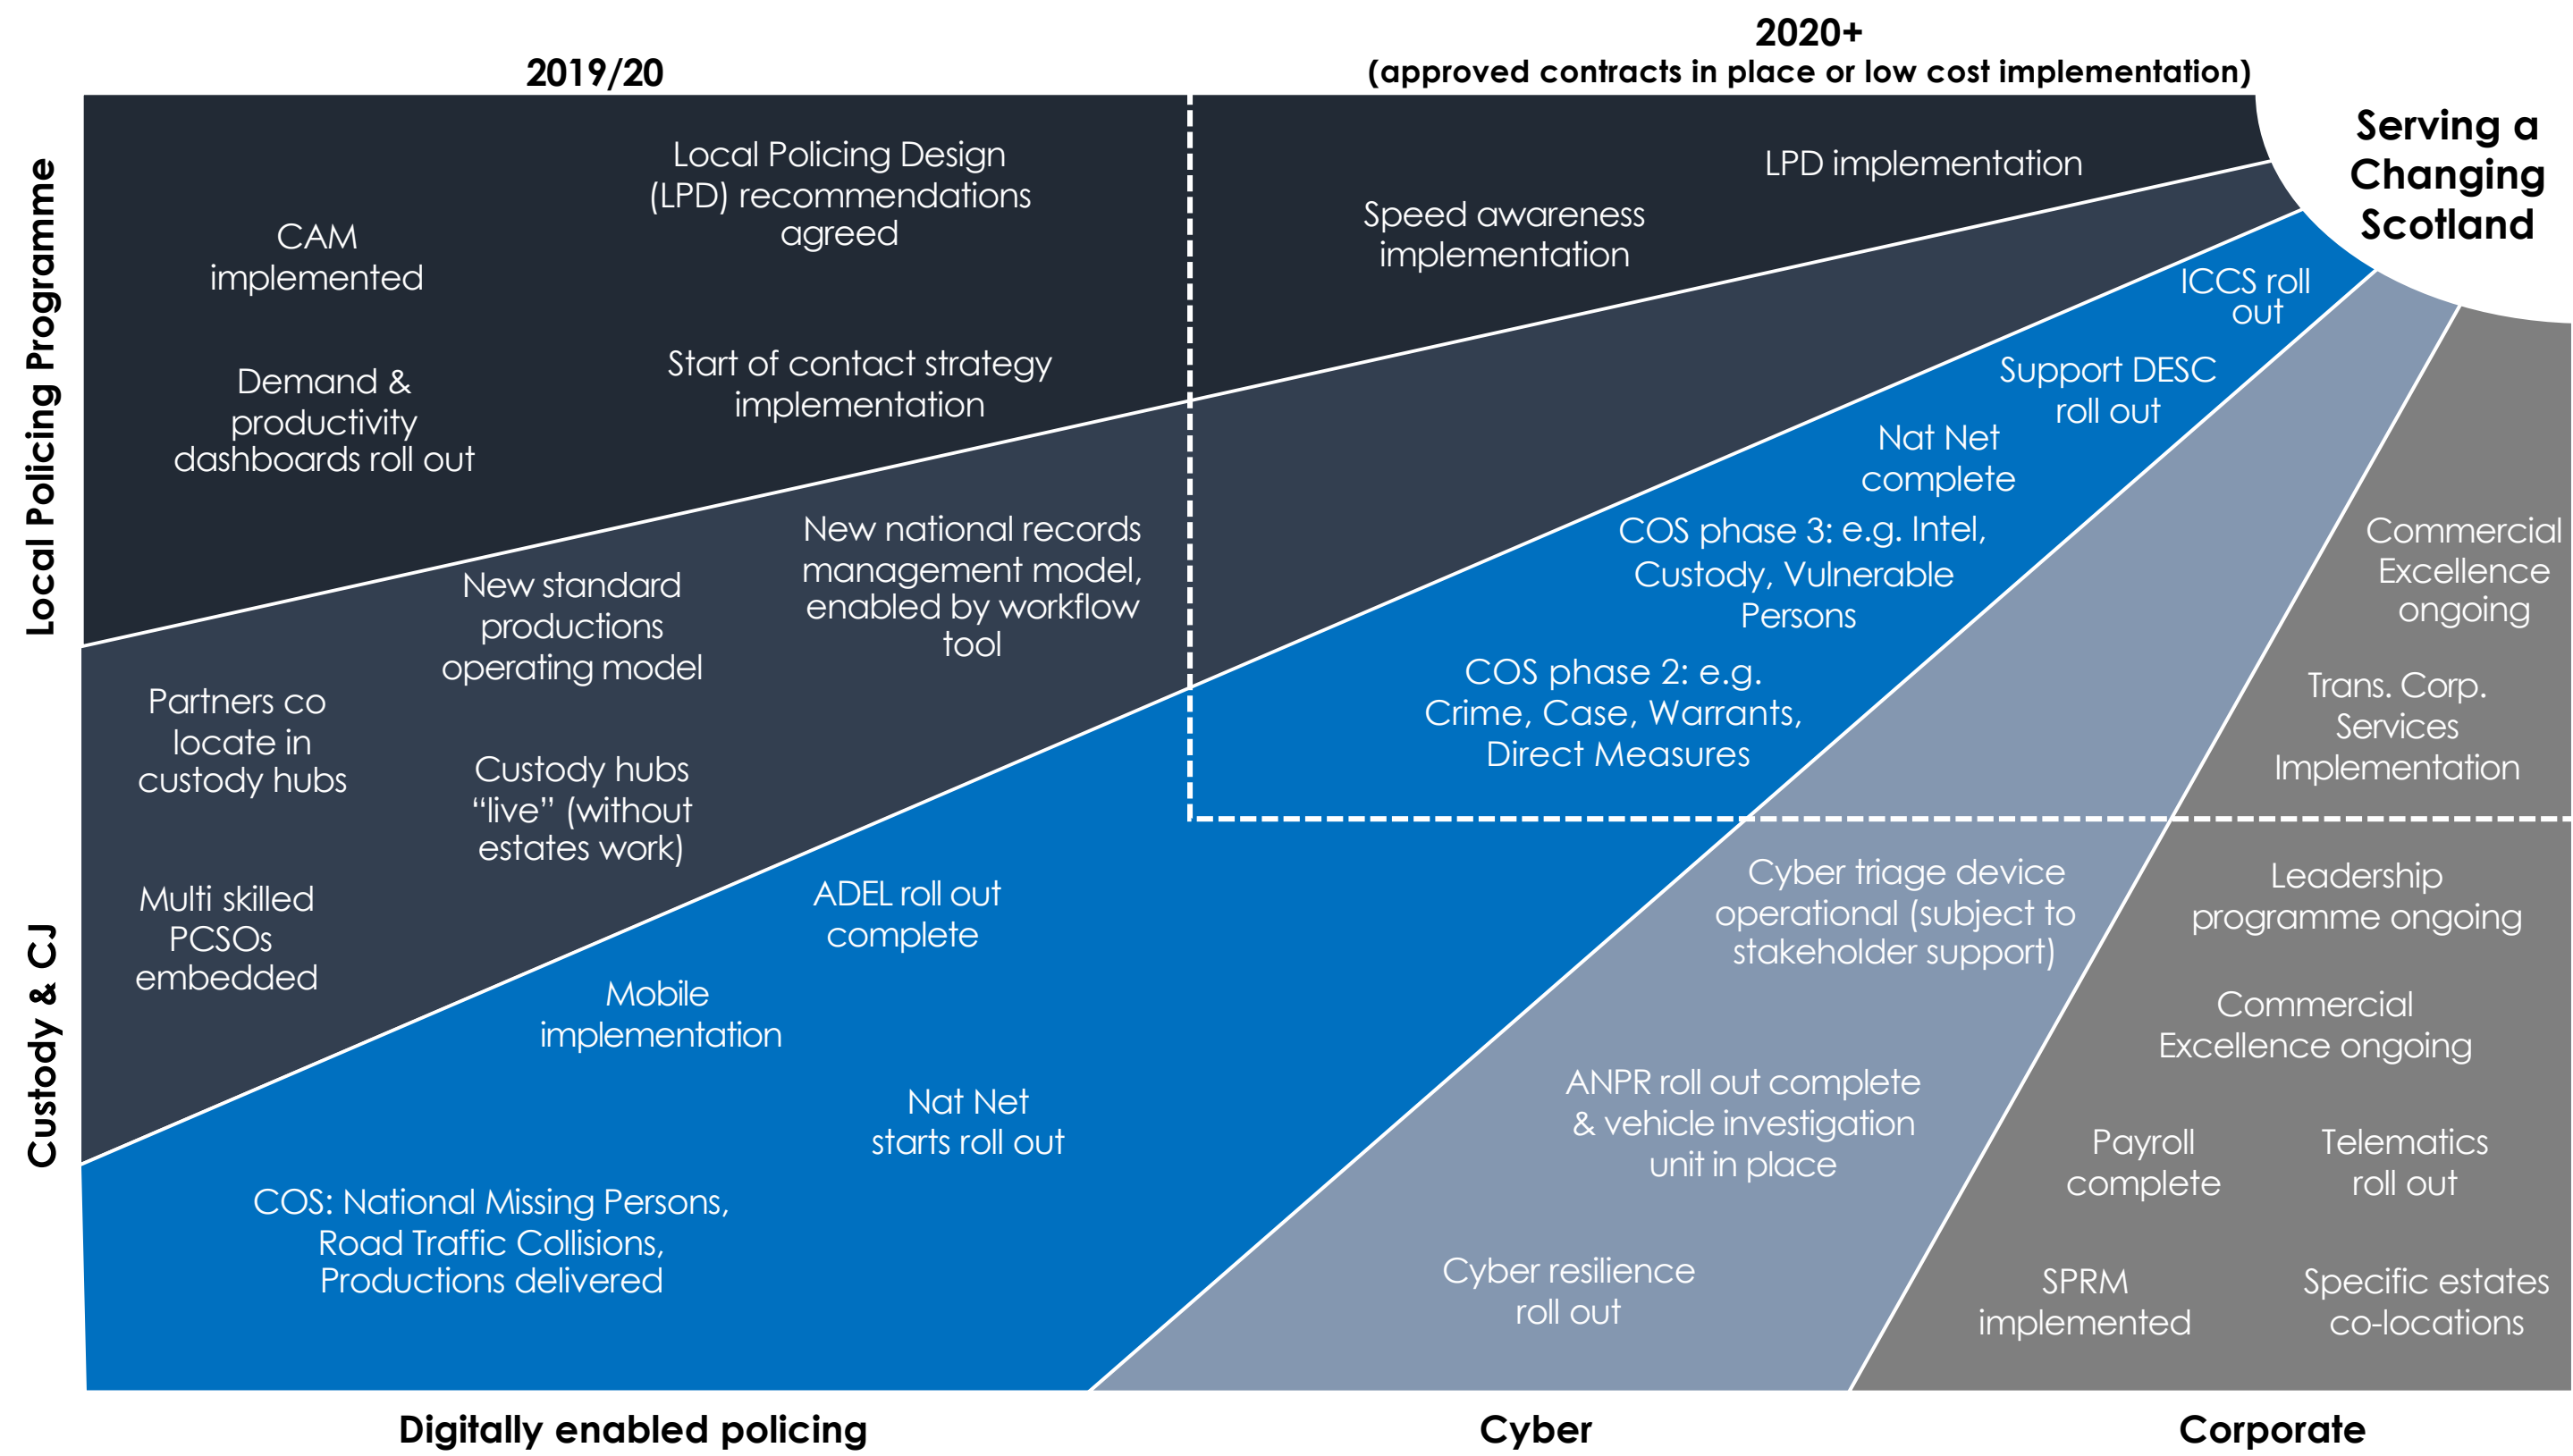 2019/20
2020+
(approved contracts in place or low cost implementation)
Serving a
Changing
Scotland
Local Policing Programme
CAM
implemented
Local Policing Design
(LPD) recommendations
agreed
Demand &
productivity
dashboards roll out
Start of contact strategy
implementation
Speed awareness
implementation
LPD implementation
Custody & CJ
Partners co
locate in
custody hubs
New standard
productions
operating model
New national records
management model,
enabled by workflow
tool
Custody hubs
“live” (without
estates work)
Multi skilled
PCSOs
embedded
ICCS roll
out
Support DESC
roll out
Nat Net
complete
COS phase 3: e.g. Intel,
Custody, Vulnerable
Persons
COS phase 2: e.g.
Crime, Case, Warrants,
Direct Measures
ADEL roll out
complete
Mobile
implementation
Nat Net
starts roll out
COS: National Missing Persons,
Road Traffic Collisions,
Productions delivered
Cyber triage device
operational (subject to
stakeholder support)
ANPR roll out complete
& vehicle investigation
unit in place
Cyber resilience
roll out
Commercial
Excellence
ongoing
Trans. Corp.
Services
Implementation
Leadership
programme ongoing
Commercial
Excellence ongoing
Payroll
complete
Telematics
roll out
SPRM
implemented
Specific estates
co-locations
Digitally enabled policing
Cyber
Corporate